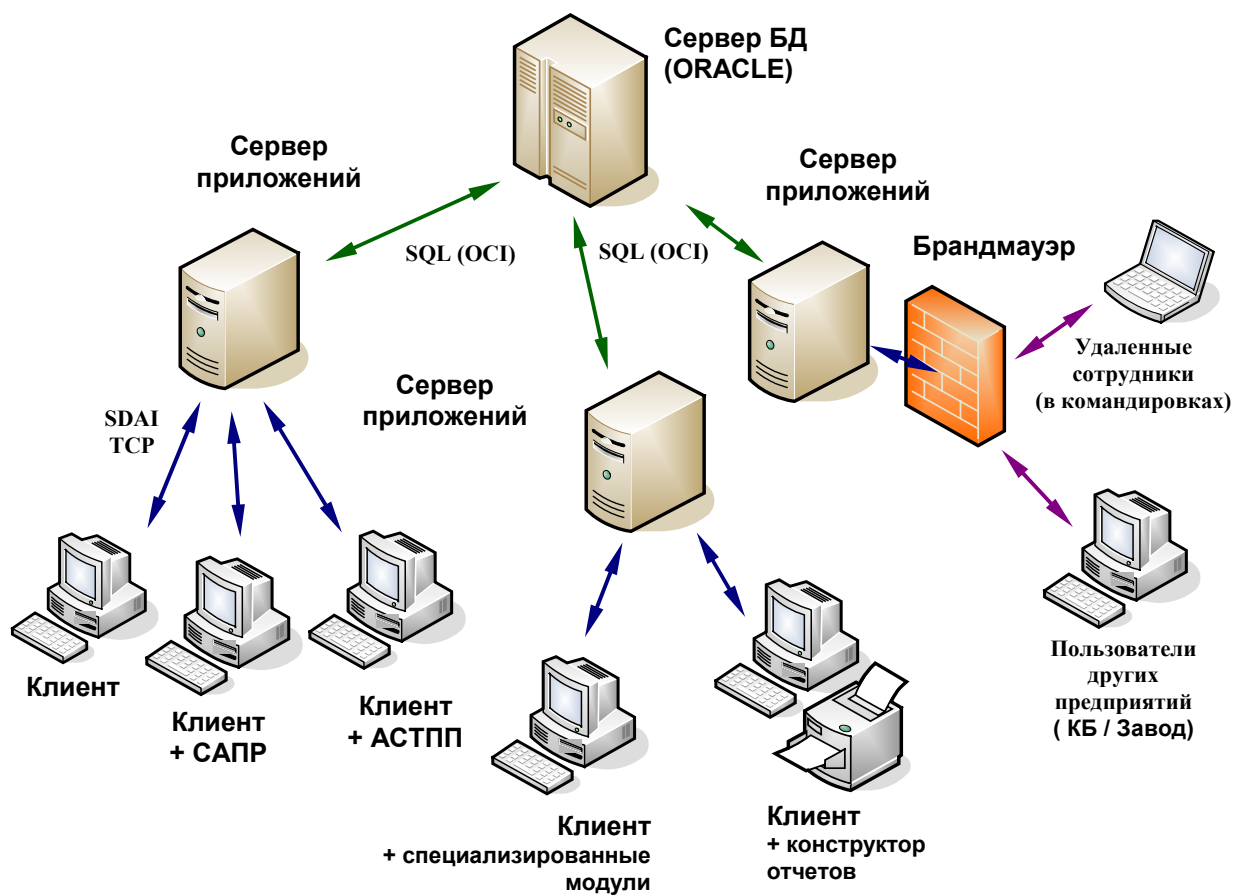 Сервер БД
(ORACLE)
Сервер
приложений
Сервер
приложений
SQL (OCI)
SQL (OCI)
Брандмауэр
Удаленные
сотрудники
(в командировках)
Сервер
приложений
SDAI
TCP
Клиент
Клиент
+ САПР
Клиент
+ АСТПП
Пользователи
других
предприятий
( КБ / Завод)
Клиент
+ специализированные
модули
Клиент
+ конструктор
отчетов